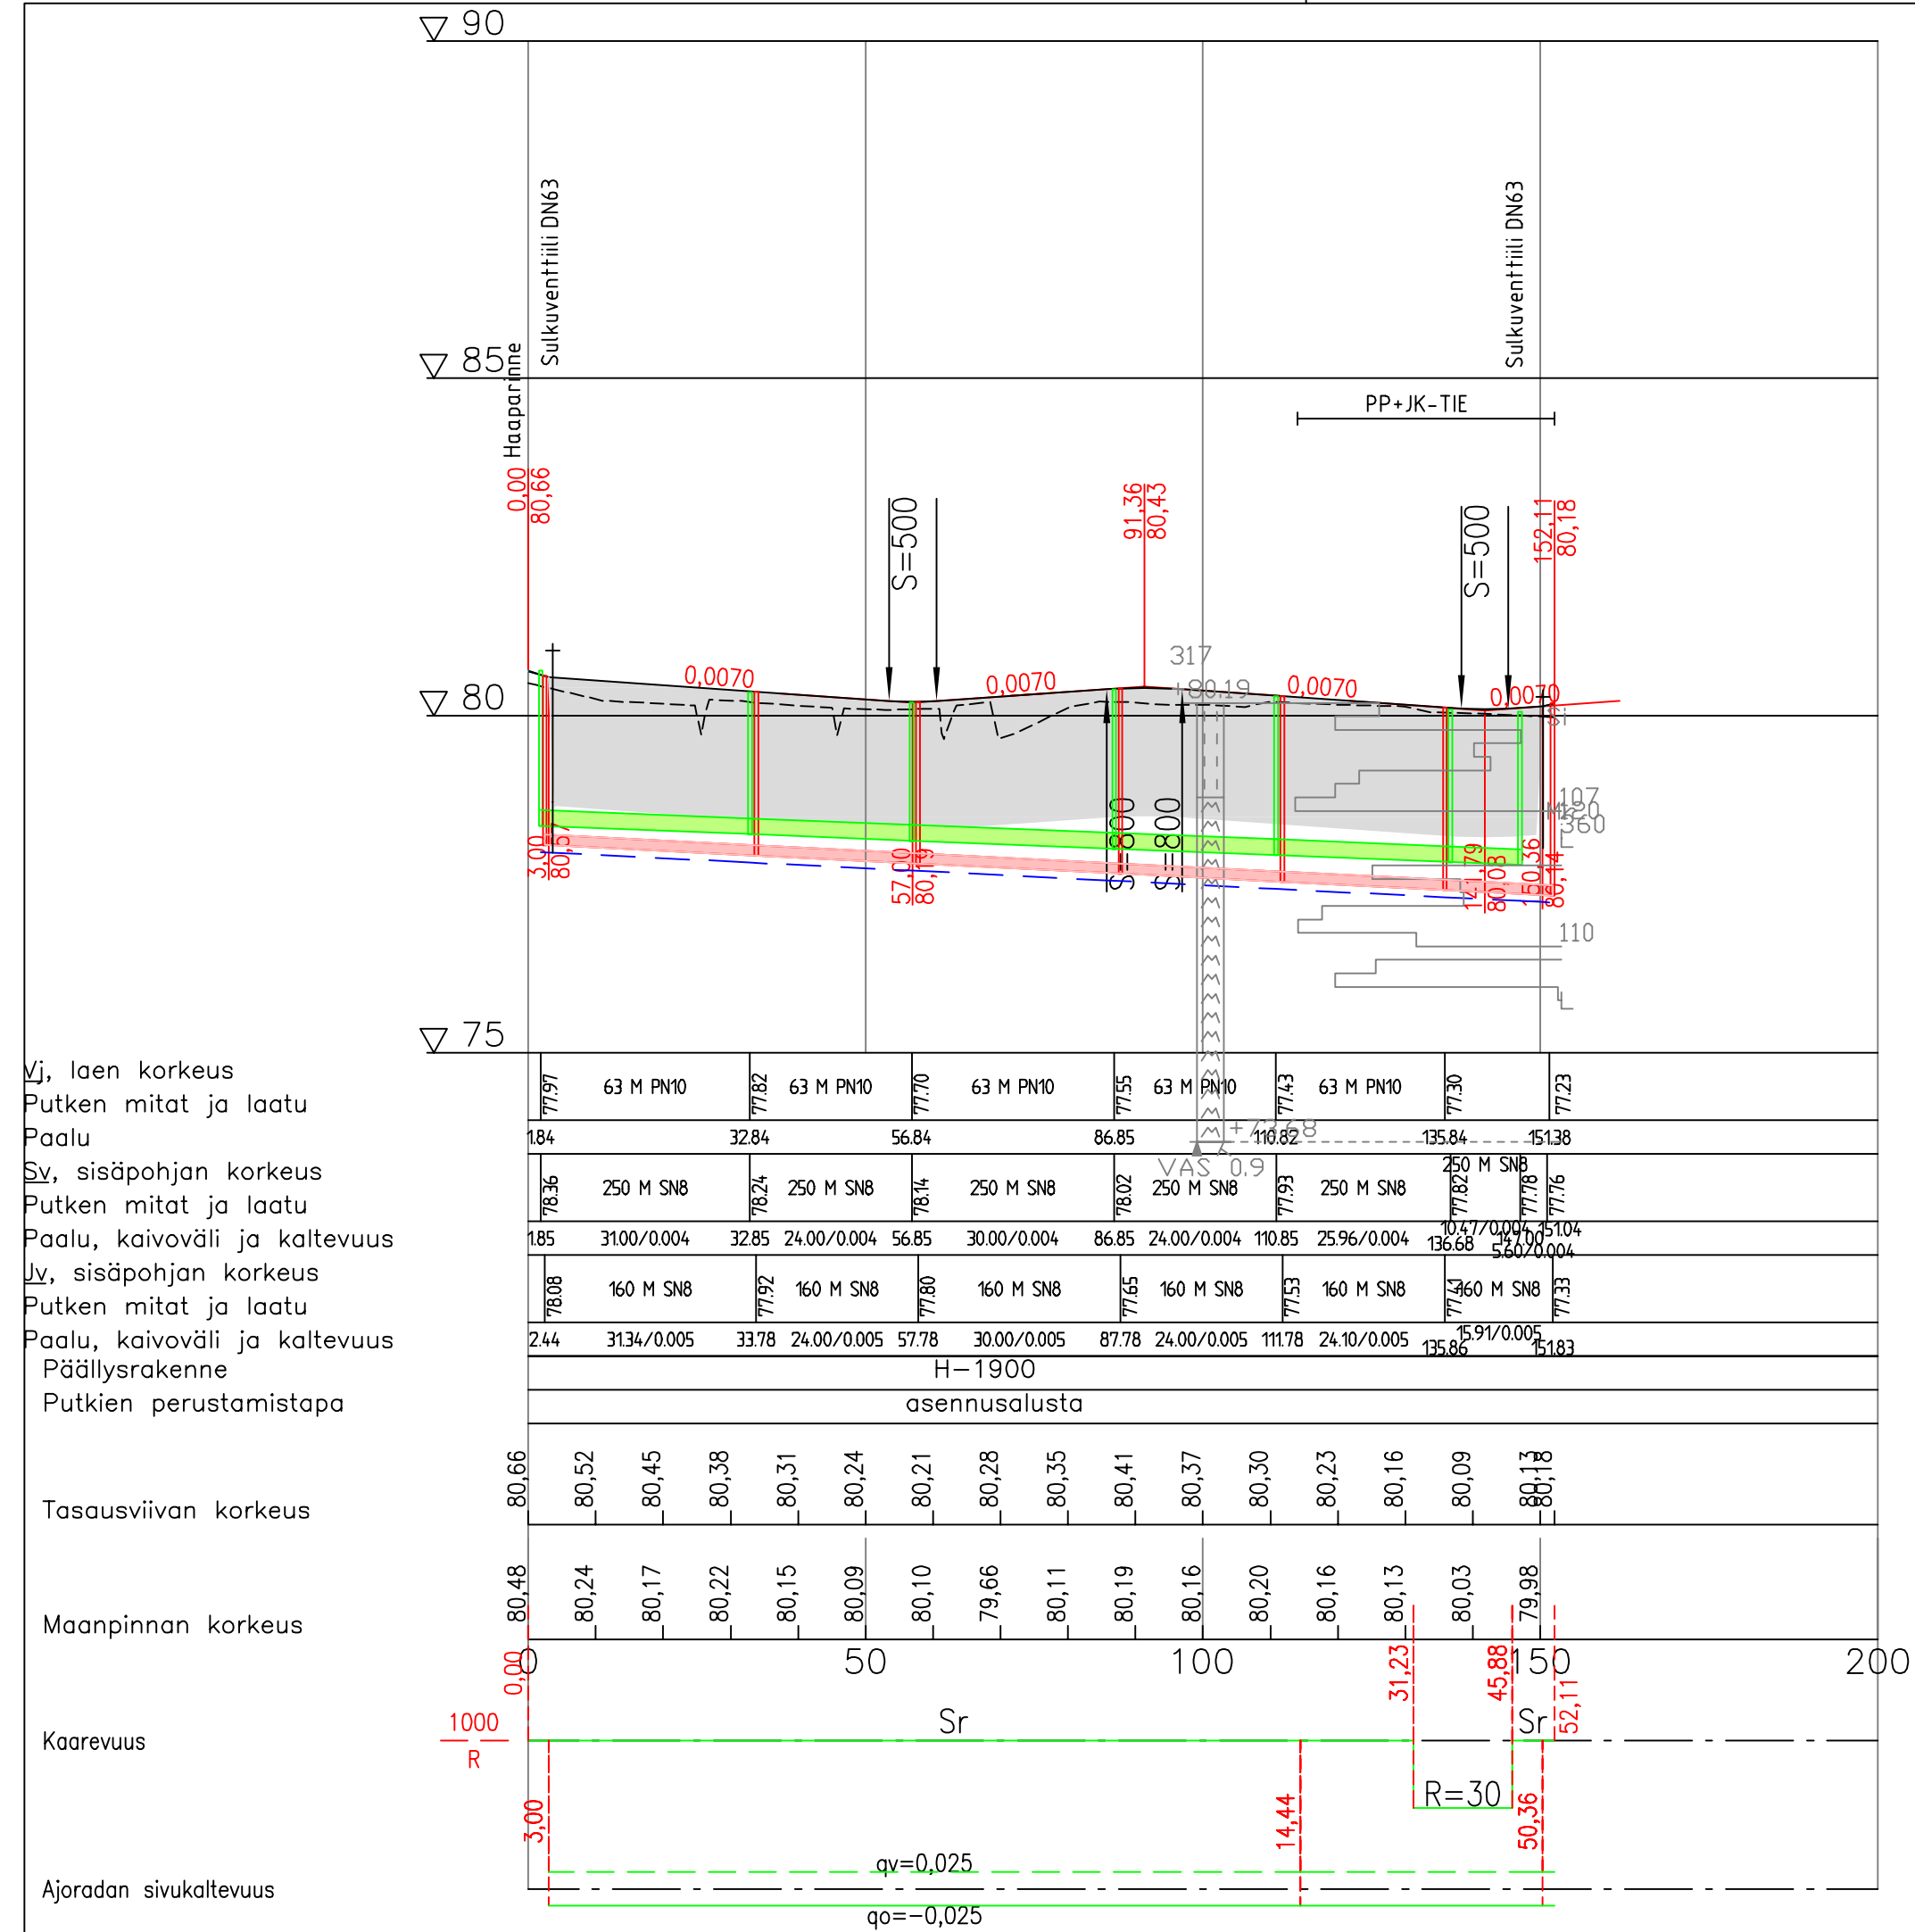 90
Sulkuventtiili DN63
Sulkuventtiili DN63
85
Haaparinne
PP+JK-TIE
0,00
80,66
S=500
91,36
80,43
S=500
152,11
80,18
317
+80.19
80
0,0070
0,0070
0,0070
0,0070
107
360
S=800
S=800
3,00
57,00
80,19
80,03
150,36
80,14
110
75
Vj, laen korkeus
77.97 77.82 77.70 77.55 77.43 77.30 77.23
Putken mitat ja laatu
63 M PN10 63 M PN10 63 M PN10 63 M PN10 63 M PN10
Paalu
1.84 32.84 56.84 86.85 110.82 135.84 151.38
VAS 0.9
Sv, sisäpohjan korkeus
78.36 78.24 78.14 78.02 77.93 77.82 77.78 77.76
Putken mitat ja laatu
250 M SN8 250 M SN8 250 M SN8 250 M SN8 250 M SN8 250 M SN8
Paalu, kaivoväli ja kaltevuus
1.85 31.00/0.004 32.85 24.00/0.004 56.85 30.00/0.004 86.85 24.00/0.004 110.85 25.96/0.004 136.68 10.47/0.004 147.00 5.60/0.004 151.04
Jv, sisäpohjan korkeus
78.08 77.92 77.80 77.65 77.53 77.41 77.33
Putken mitat ja laatu
160 M SN8 160 M SN8 160 M SN8 160 M SN8 160 M SN8 160 M SN8
Paalu, kaivoväli ja kaltevuus
2.44 31.34/0.005 33.78 24.00/0.005 57.78 30.00/0.005 87.78 24.00/0.005 111.78 24.10/0.005 135.86 15.91/0.005 151.83
Päällysrakenne
H-1900
Putkien perustamistapa
asennusalusta
Tasausviivan korkeus
80,66 80,52 80,45 80,38 80,31 80,24 80,21 80,28 80,35 80,41 80,37 80,30 80,23 80,16 80,09 80,13 80,18
Maanpinnan korkeus
80,48 80,24 80,17 80,22 80,15 80,09 80,10 79,66 80,11 80,19 80,16 80,20 80,16 80,13 80,03 79,98
0 50 100 150 200
0,00 31,23 45,88 52,11
Kaarevuus
1000
R
Sr
Sr
R=30
3,00 14,44 50,36
Ajoradan sivukaltevuus
qv=0,025
qo=-0,025